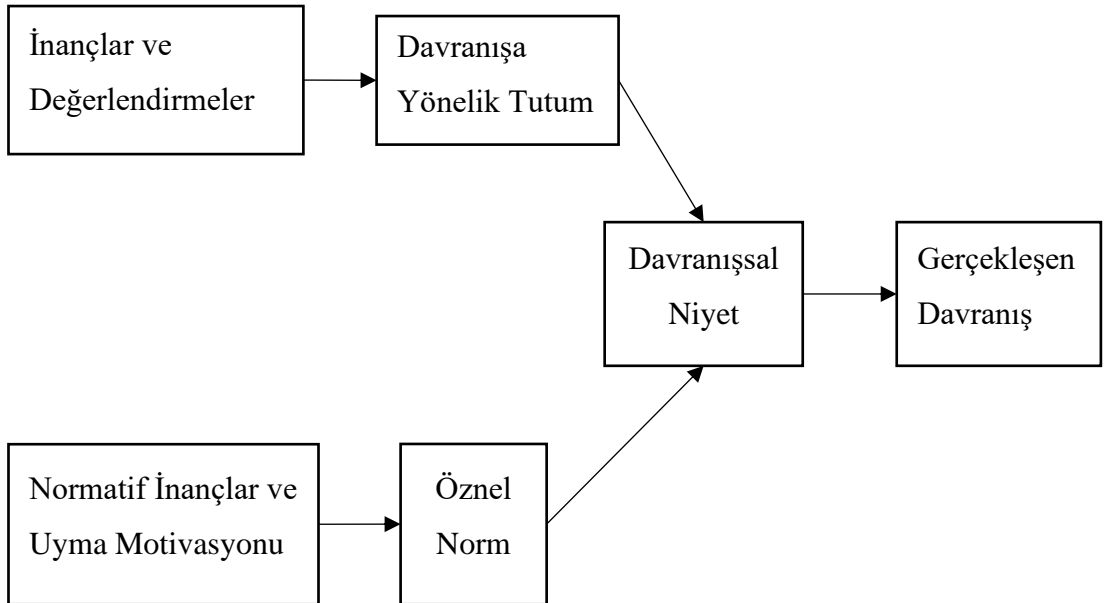 İnançlar ve
Değerlendirmeler
Davranışa
Yönelik Tutum
Davranışsal
Niyet
Gerçekleşen
Davranış
Normatif İnançlar ve
Uyma Motivasyonu
Öznel
Norm